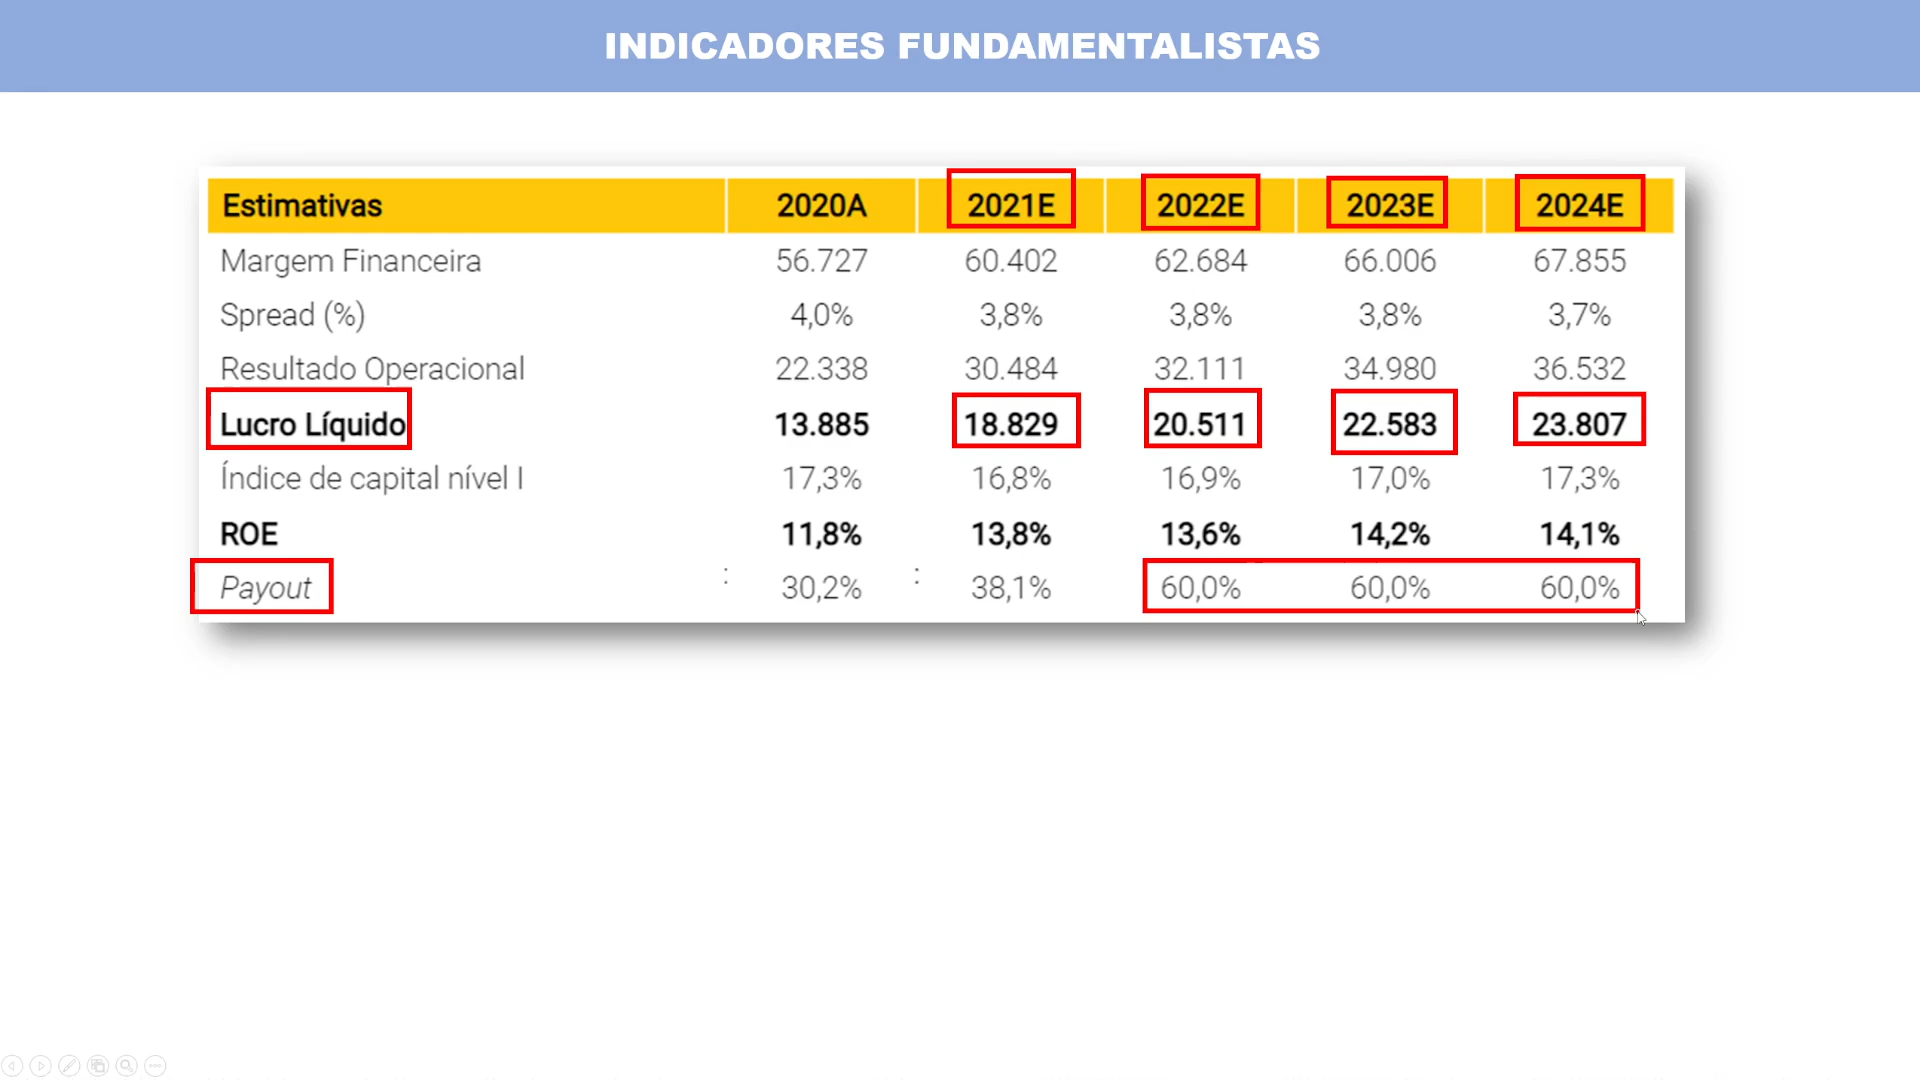 INDICADORES FUNDAMENTALISTAS
Estimativas 2020A 2021E 2022E 2023E 2024E
Margem Financeira 56.727 60.402 62.684 66.006 67.855
Spread (%) 4,0% 3,8% 3,8% 3,8% 3,7%
Resultado Operacional 22.338 30.484 32.111 34.980 36.532
Lucro Líquido 13.885 18.829 20.511 22.583 23.807
Índice de capital nível I 17,3% 16,8% 16,9% 17,0% 17,3%
ROE 11,8% 13,8% 13,6% 14,2% 14,1%
Payout : 30,2% : 38,1% 60,0% 60,0% 60,0%